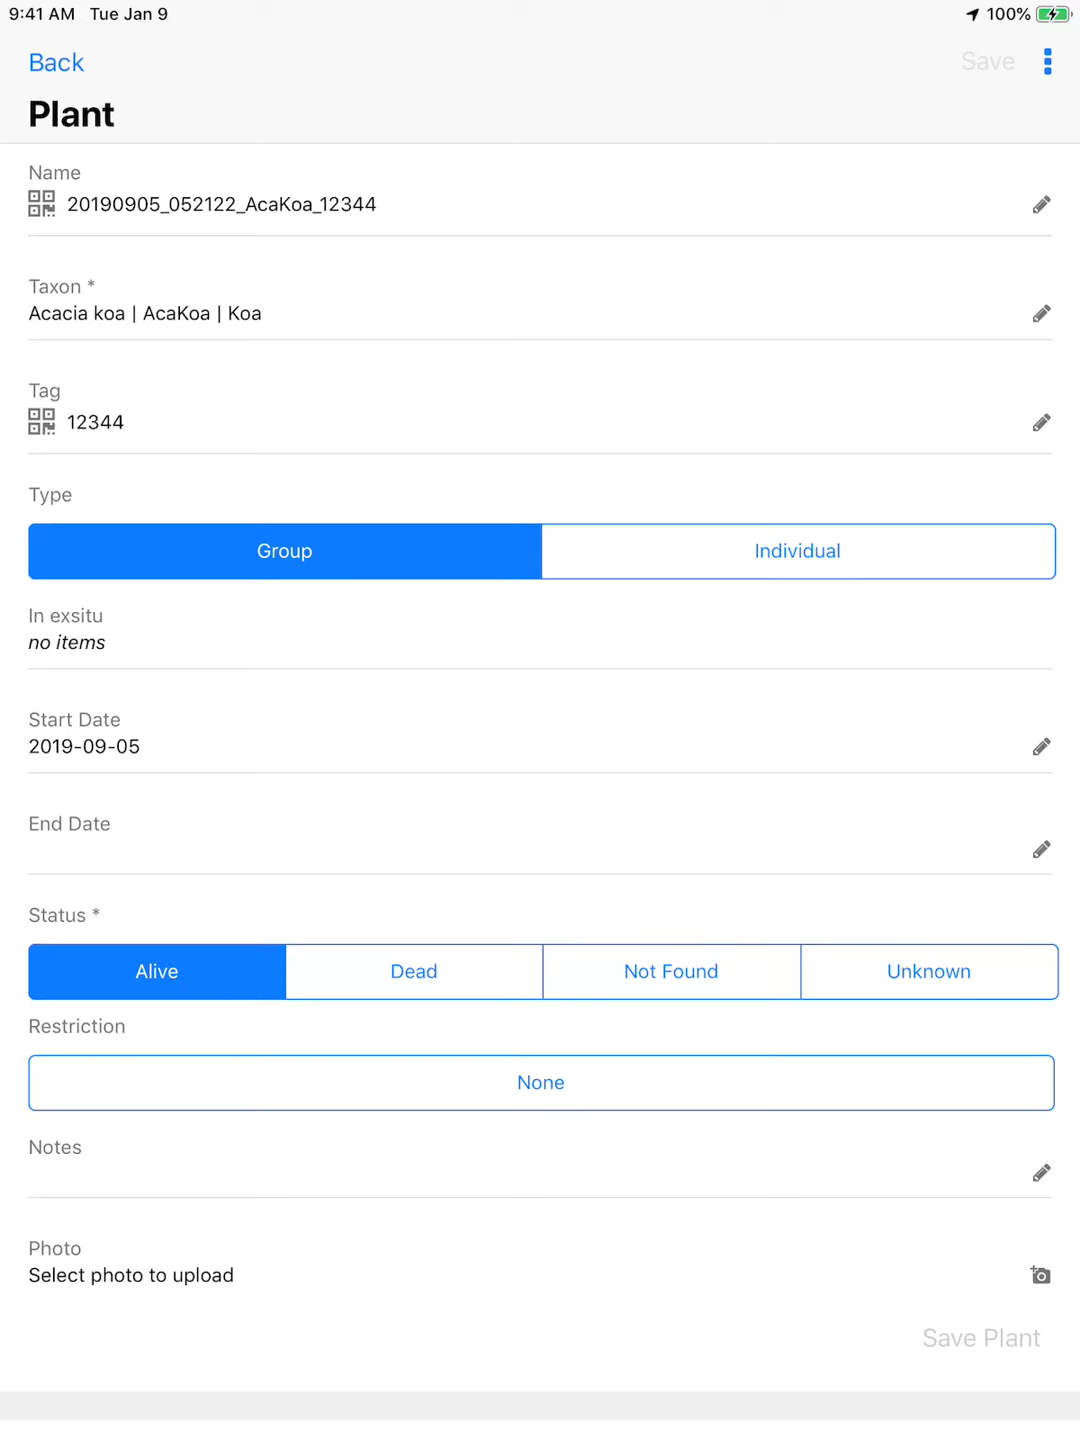 9:41 AM Tue Jan 9 100%
Back Save
Plant
Name
20190905_052122_AcaKoa_12344
Taxon *
Acacia koa | AcaKoa | Koa
Tag
12344
Type
Group Individual
In exsitu
no items
Start Date
2019-09-05
End Date
Status *
Alive Dead Not Found Unknown
Restriction
None
Notes
Photo
Select photo to upload
Save Plant